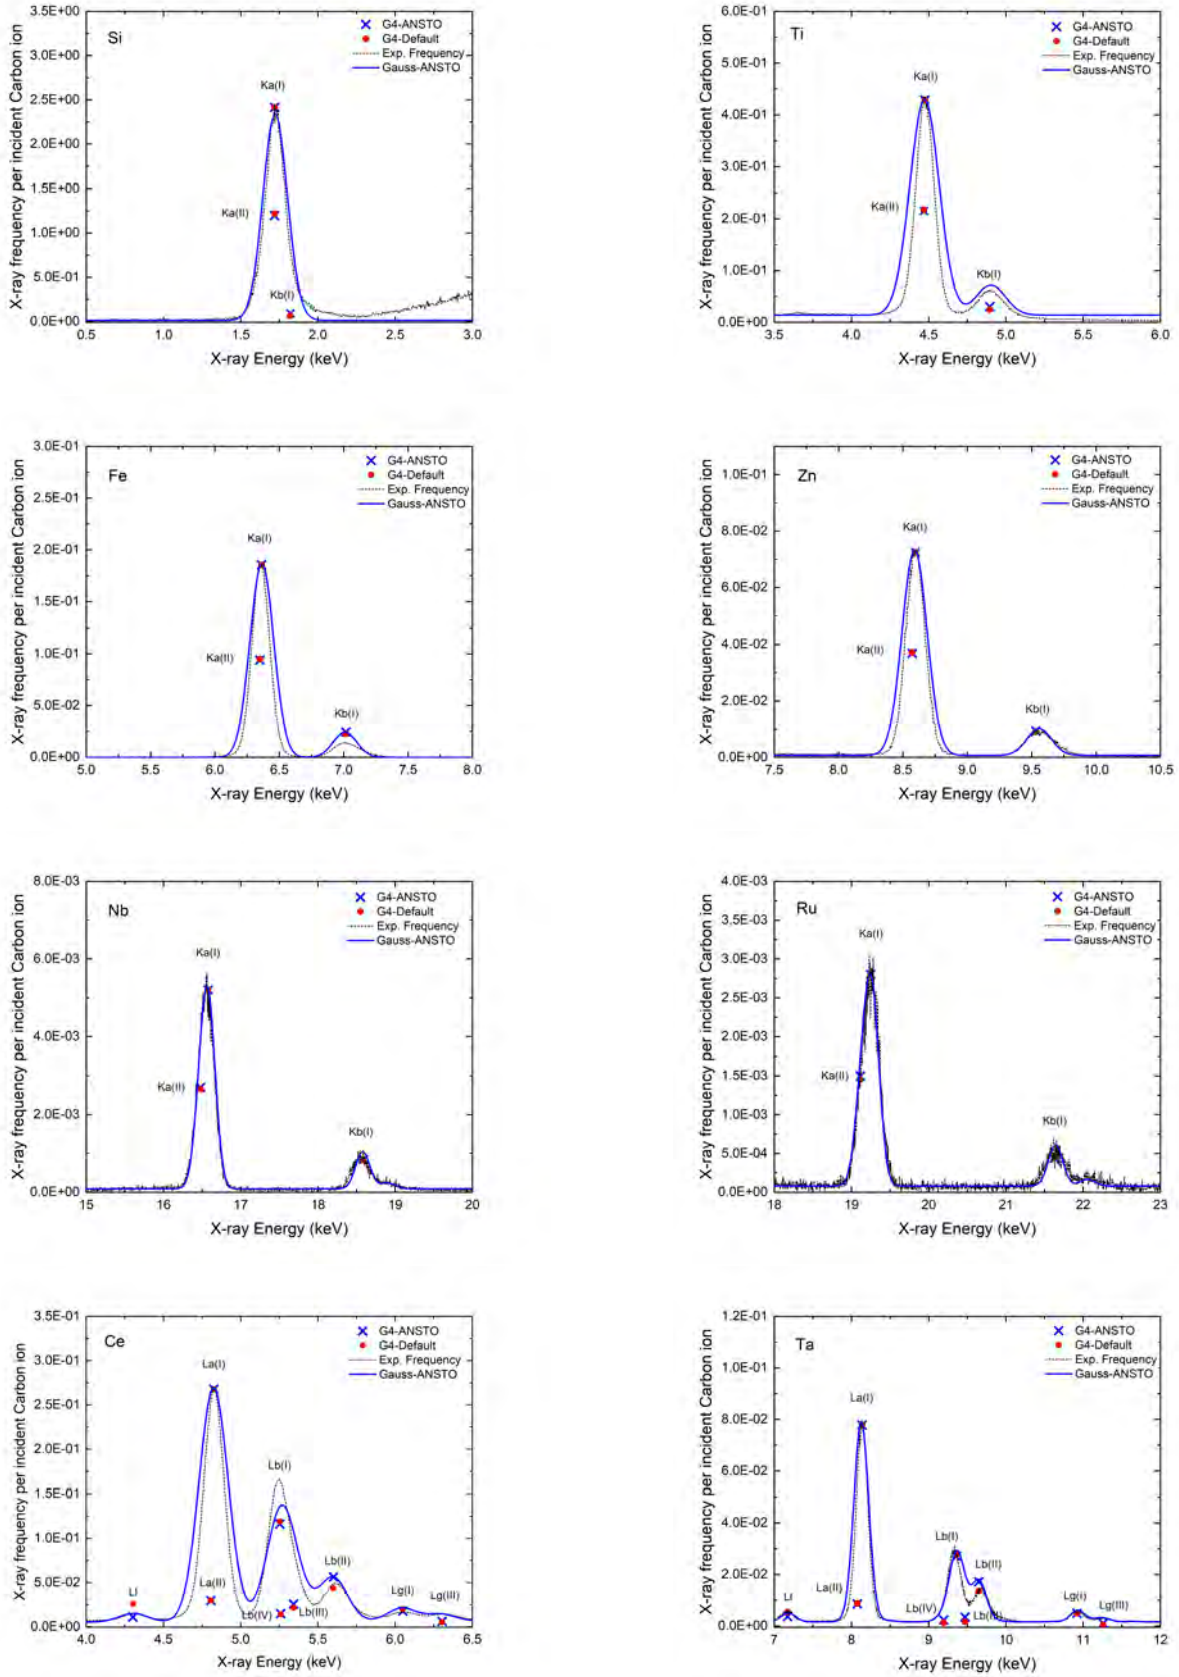 Si
G4-ANSTO
G4-Default
Exp. Frequency
Gauss-ANSTO
X-ray frequency per incident Carbon ion
3.5E+00
3.0E+00
2.5E+00
2.0E+00
1.5E+00
1.0E+00
5.0E-01
0.0E+00
Ka(I)
Ka(II)
Kb(I)
0.5 1.0 1.5 2.0 2.5 3.0
X-ray Energy (keV)
Ti
G4-ANSTO
G4-Default
Exp. Frequency
Gauss-ANSTO
X-ray frequency per incident Carbon ion
6.0E-01
5.0E-01
4.0E-01
3.0E-01
2.0E-01
1.0E-01
0.0E+00
Ka(I)
Ka(II)
Kb(I)
3.5 4.0 4.5 5.0 5.5 6.0
X-ray Energy (keV)
Fe
G4-ANSTO
G4-Default
Exp. Frequency
Gauss-ANSTO
X-ray frequency per incident Carbon ion
3.0E-01
2.5E-01
2.0E-01
1.5E-01
1.0E-01
5.0E-02
0.0E+00
Ka(I)
Ka(II)
Kb(I)
5.0 5.5 6.0 6.5 7.0 7.5 8.0
X-ray Energy (keV)
Zn
G4-ANSTO
G4-Default
Exp. Frequency
Gauss-ANSTO
X-ray frequency per incident Carbon ion
1.0E-01
8.0E-02
6.0E-02
4.0E-02
2.0E-02
0.0E+00
Ka(I)
Ka(II)
Kb(I)
7.5 8.0 8.5 9.0 9.5 10.0 10.5
X-ray Energy (keV)
Nb
G4-ANSTO
G4-Default
Exp. Frequency
Gauss-ANSTO
X-ray frequency per incident Carbon ion
8.0E-03
6.0E-03
4.0E-03
2.0E-03
0.0E+00
Ka(I)
Ka(II)
Kb(I)
15 16 17 18 19 20
X-ray Energy (keV)
Ru
G4-ANSTO
G4-Default
Exp. Frequency
Gauss-ANSTO
X-ray frequency per incident Carbon ion
4.0E-03
3.5E-03
3.0E-03
2.5E-03
2.0E-03
1.5E-03
1.0E-03
5.0E-04
0.0E+00
Ka(I)
Ka(II)
Kb(I)
18 19 20 21 22 23
X-ray Energy (keV)
Ce
G4-ANSTO
G4-Default
Exp. Frequency
Gauss-ANSTO
X-ray frequency per incident Carbon ion
3.5E-01
3.0E-01
2.5E-01
2.0E-01
1.5E-01
1.0E-01
5.0E-02
0.0E+00
La(I)
Lb(I)
Lb(II)
Ll
La(II)
Lg(I)
Lg(III)
Lb(IV)
Lb(III)
4.0 4.5 5.0 5.5 6.0 6.5
X-ray Energy (keV)
Ta
G4-ANSTO
G4-Default
Exp. Frequency
Gauss-ANSTO
X-ray frequency per incident Carbon ion
1.2E-01
1.0E-01
8.0E-02
6.0E-02
4.0E-02
2.0E-02
0.0E+00
La(I)
Lb(I)
Lb(II)
Ll
La(II)
Lg(I)
Lg(III)
Lb(IV)
Lb(III)
7 8 9 10 11 12
X-ray Energy (keV)